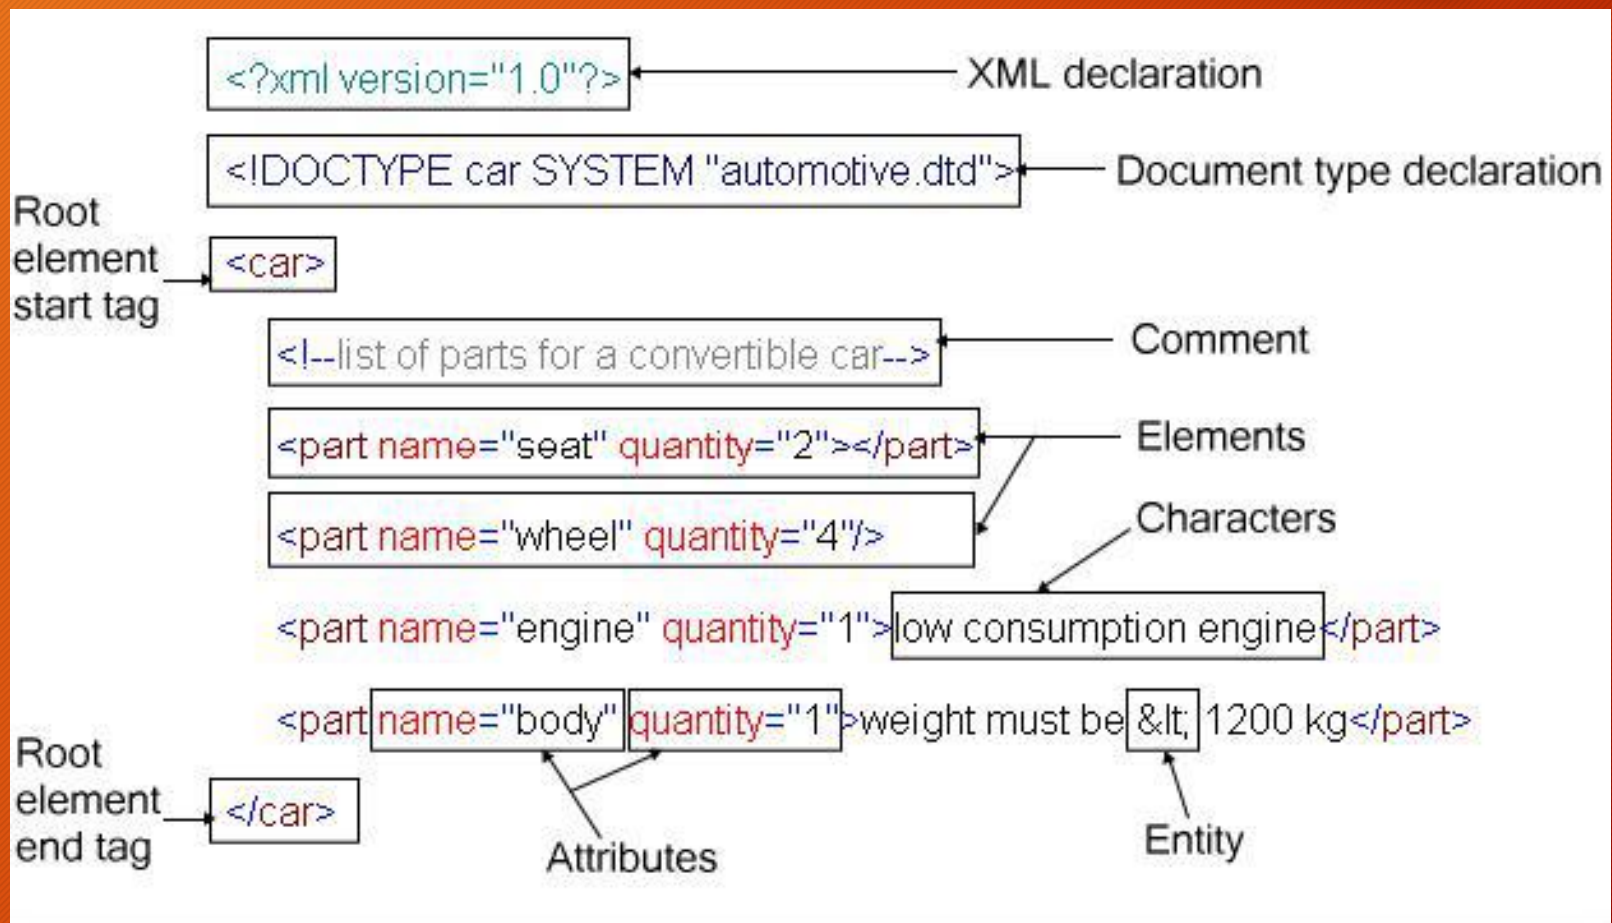 <?xml version="1.0"?>
XML declaration
<!DOCTYPE car SYSTEM "automotive.dtd">
Document type declaration
Root
element
start tag
<car>
<!--list of parts for a convertible car-->
Comment
<part name="seat" quantity="2"></part>
Elements
<part name="wheel" quantity="4"/>
Characters
<part name="engine" quantity="1">low consumption engine</part>
<part name="body" quantity="1">weight must be &lt; 1200 kg</part>
Root
element
end tag
</car>
Attributes
Entity